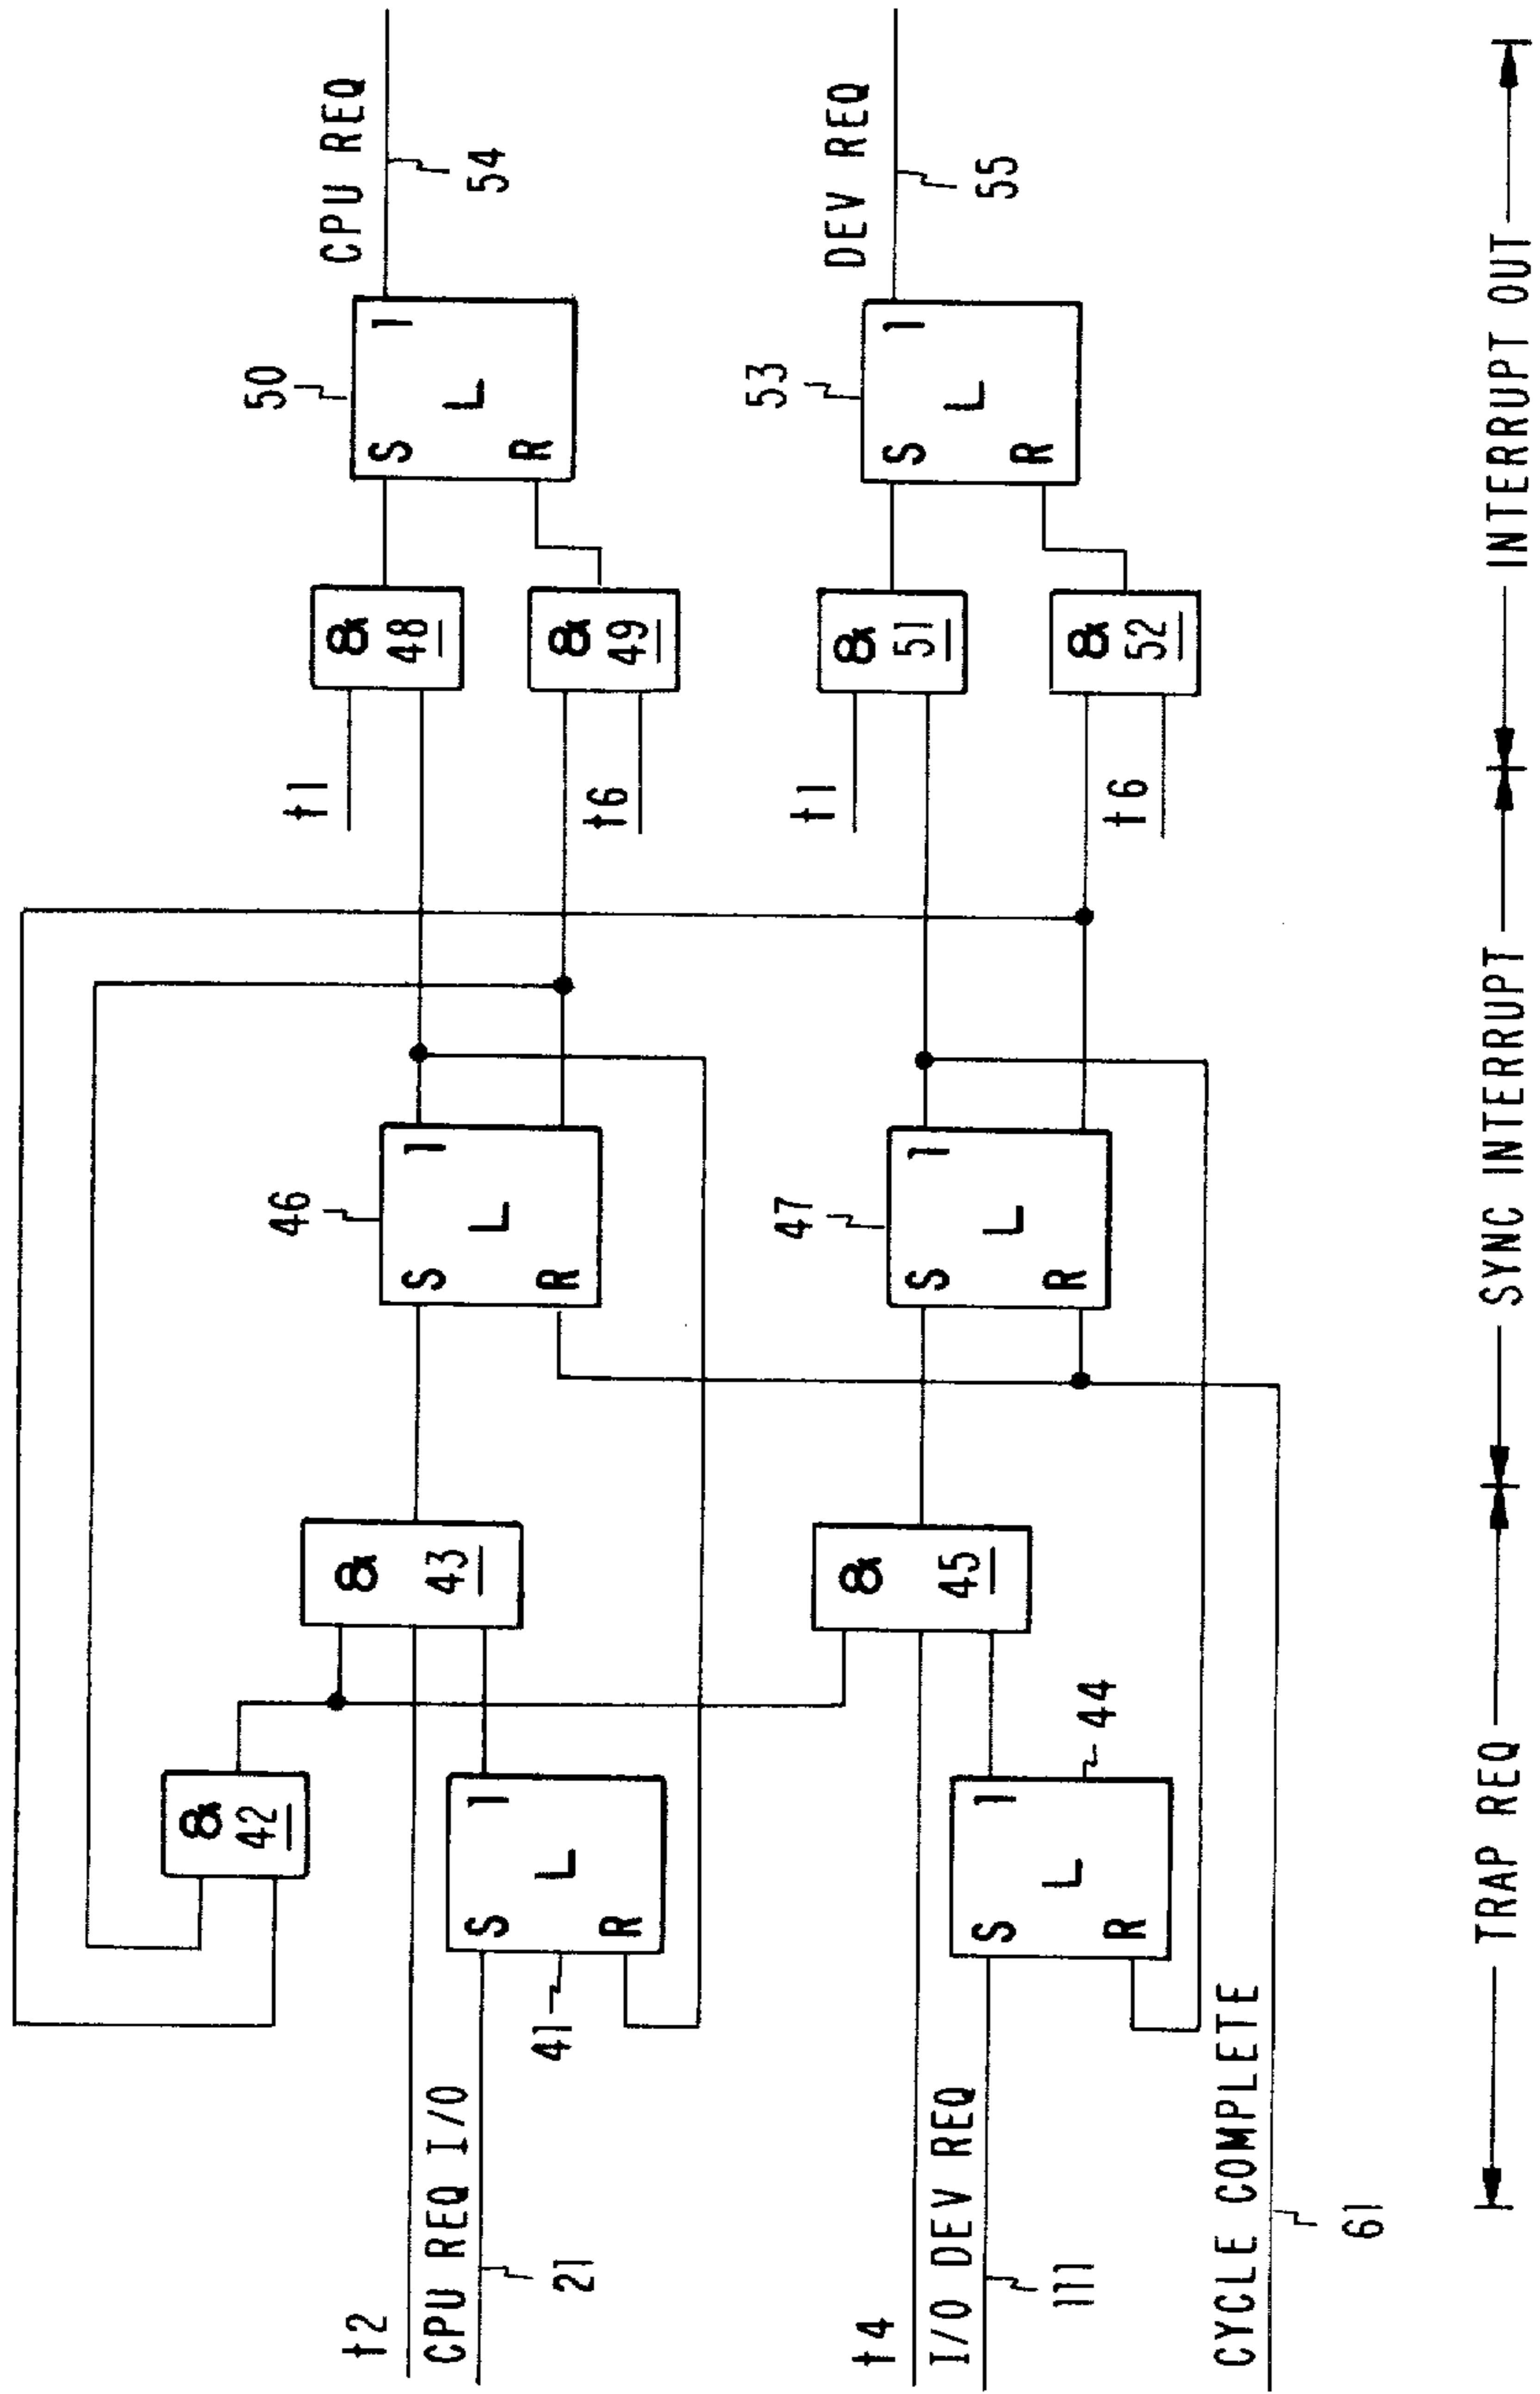 t2
CPU REQ I/O
21
t4
I/O DEV REQ
111
CYCLE COMPLETE
61
& 42
S
1
L
R
41
S
1
L
R
44
& 43
& 45
46
S
1
L
R
47
S
1
L
R
t1
t6
t1
t6
& 48
& 49
& 51
& 52
50
S
1
L
R
53
S
1
L
R
CPU REQ
54
DEV REQ
55
TRAP REQ
SYNC INTERRUPT
INTERRUPT OUT